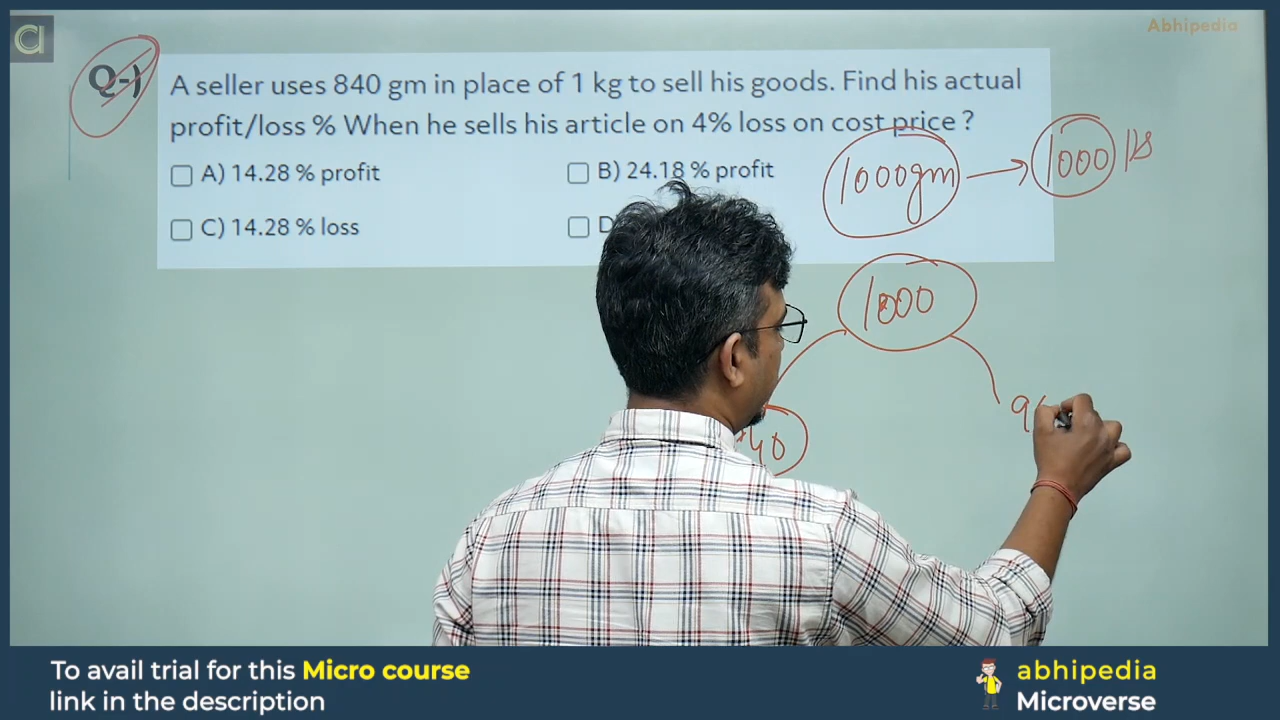 Abhipedia
Q-1
A seller uses 840 gm in place of 1 kg to sell his goods. Find his actual
profit/loss % When he sells his article on 4% loss on cost price ?
A) 14.28 % profit
B) 24.18 % profit
C) 14.28 % loss
D
1000gm → 1000 Rs
1000
40
To avail trial for this Micro course
link in the description
abhipedia
Microverse